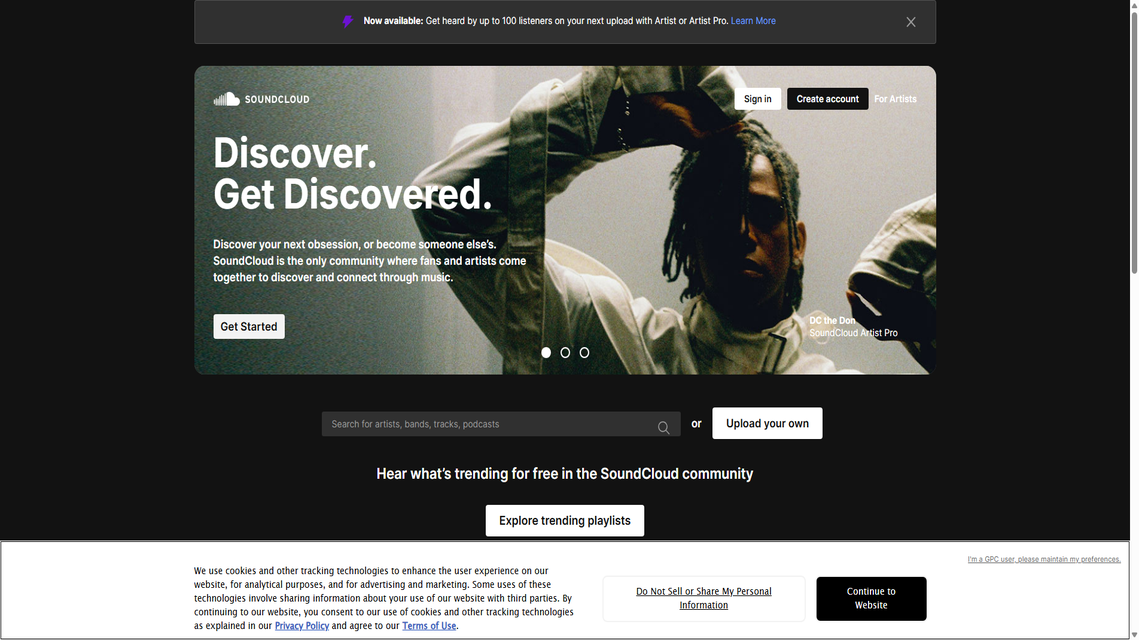 Now available: Get heard by up to 100 listeners on your next upload with Artist or Artist Pro. Learn More
SOUNDCLOUD
Sign in
Create account
For Artists
Discover.
Get Discovered.
Discover your next obsession, or become someone else’s.
SoundCloud is the only community where fans and artists come
together to discover and connect through music.
Get Started
DC the Don
SoundCloud Artist Pro
Search for artists, bands, tracks, podcasts
or
Upload your own
Hear what’s trending for free in the SoundCloud community
Explore trending playlists
I'm a GPC user, please maintain my preferences.
We use cookies and other tracking technologies to enhance the user experience on our
website, for analytical purposes, and for advertising and marketing. Some uses of these
technologies involve sharing information about your use of our website with third parties. By
continuing to our website, you consent to our use of cookies and other tracking technologies
as explained in our Privacy Policy and agree to our Terms of Use.
Do Not Sell or Share My Personal
Information
Continue to
Website